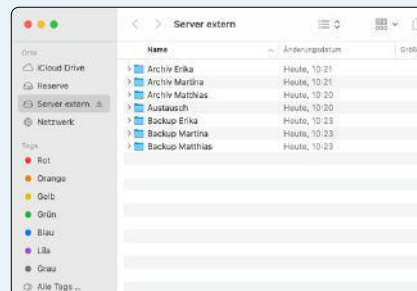 Server extern
Orte
iCloud Drive
Reserve
Server extern
Netzwerk
Tags
Rot
Orange
Gelb
Grün
Blau
Lila
Grau
Alle Tags ...
Name
Änderungsdatum
Größe
Archiv Erika
Heute, 10:21
Archiv Martina
Heute, 10:21
Archiv Matthias
Heute, 10:20
Austausch
Heute, 10:20
Backup Erika
Heute, 10:23
Backup Martina
Heute, 10:23
Backup Matthias
Heute, 10:23